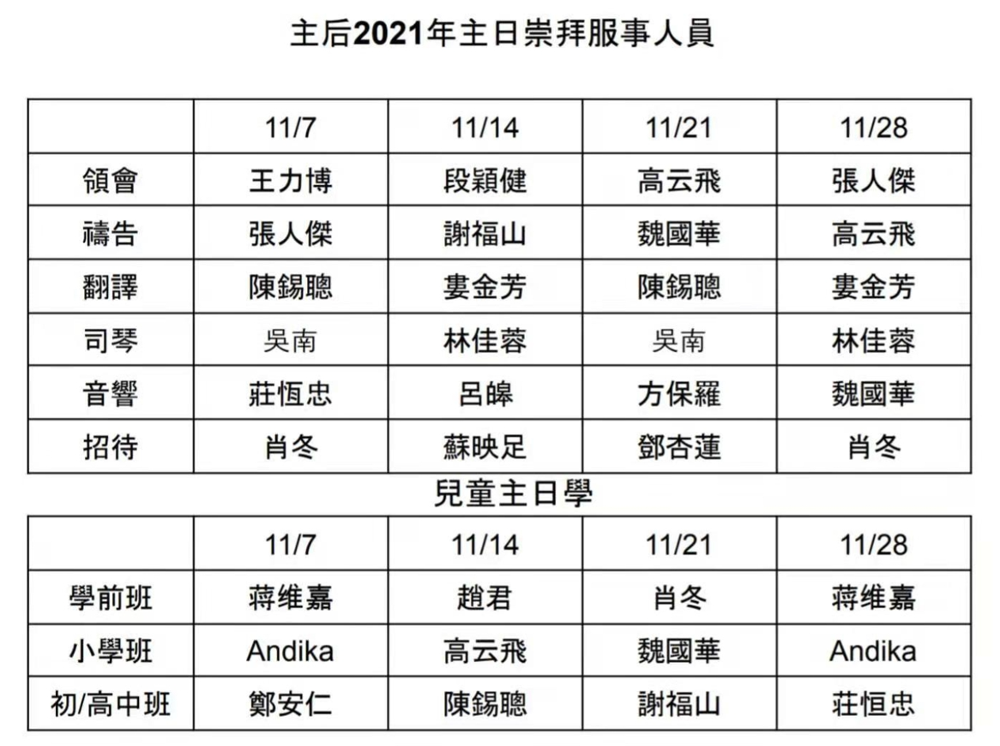 主后2021年主日崇拜服事人員
11/7 11/14 11/21 11/28
領會 王力博 段穎健 高云飛 張人傑
禱告 張人傑 謝福山 魏國華 高云飛
翻譯 陳錫聰 婁金芳 陳錫聰 婁金芳
司琴 吳南 林佳蓉 吳南 林佳蓉
音響 莊恆忠 呂皞 方保羅 魏國華
招待 肖冬 蘇映足 鄧杏蓮 肖冬
兒童主日學
11/7 11/14 11/21 11/28
學前班 蒋维嘉 趙君 肖冬 蒋维嘉
小學班 Andika 高云飛 魏國華 Andika
初/高中班 鄭安仁 陳錫聰 謝福山 莊恒忠